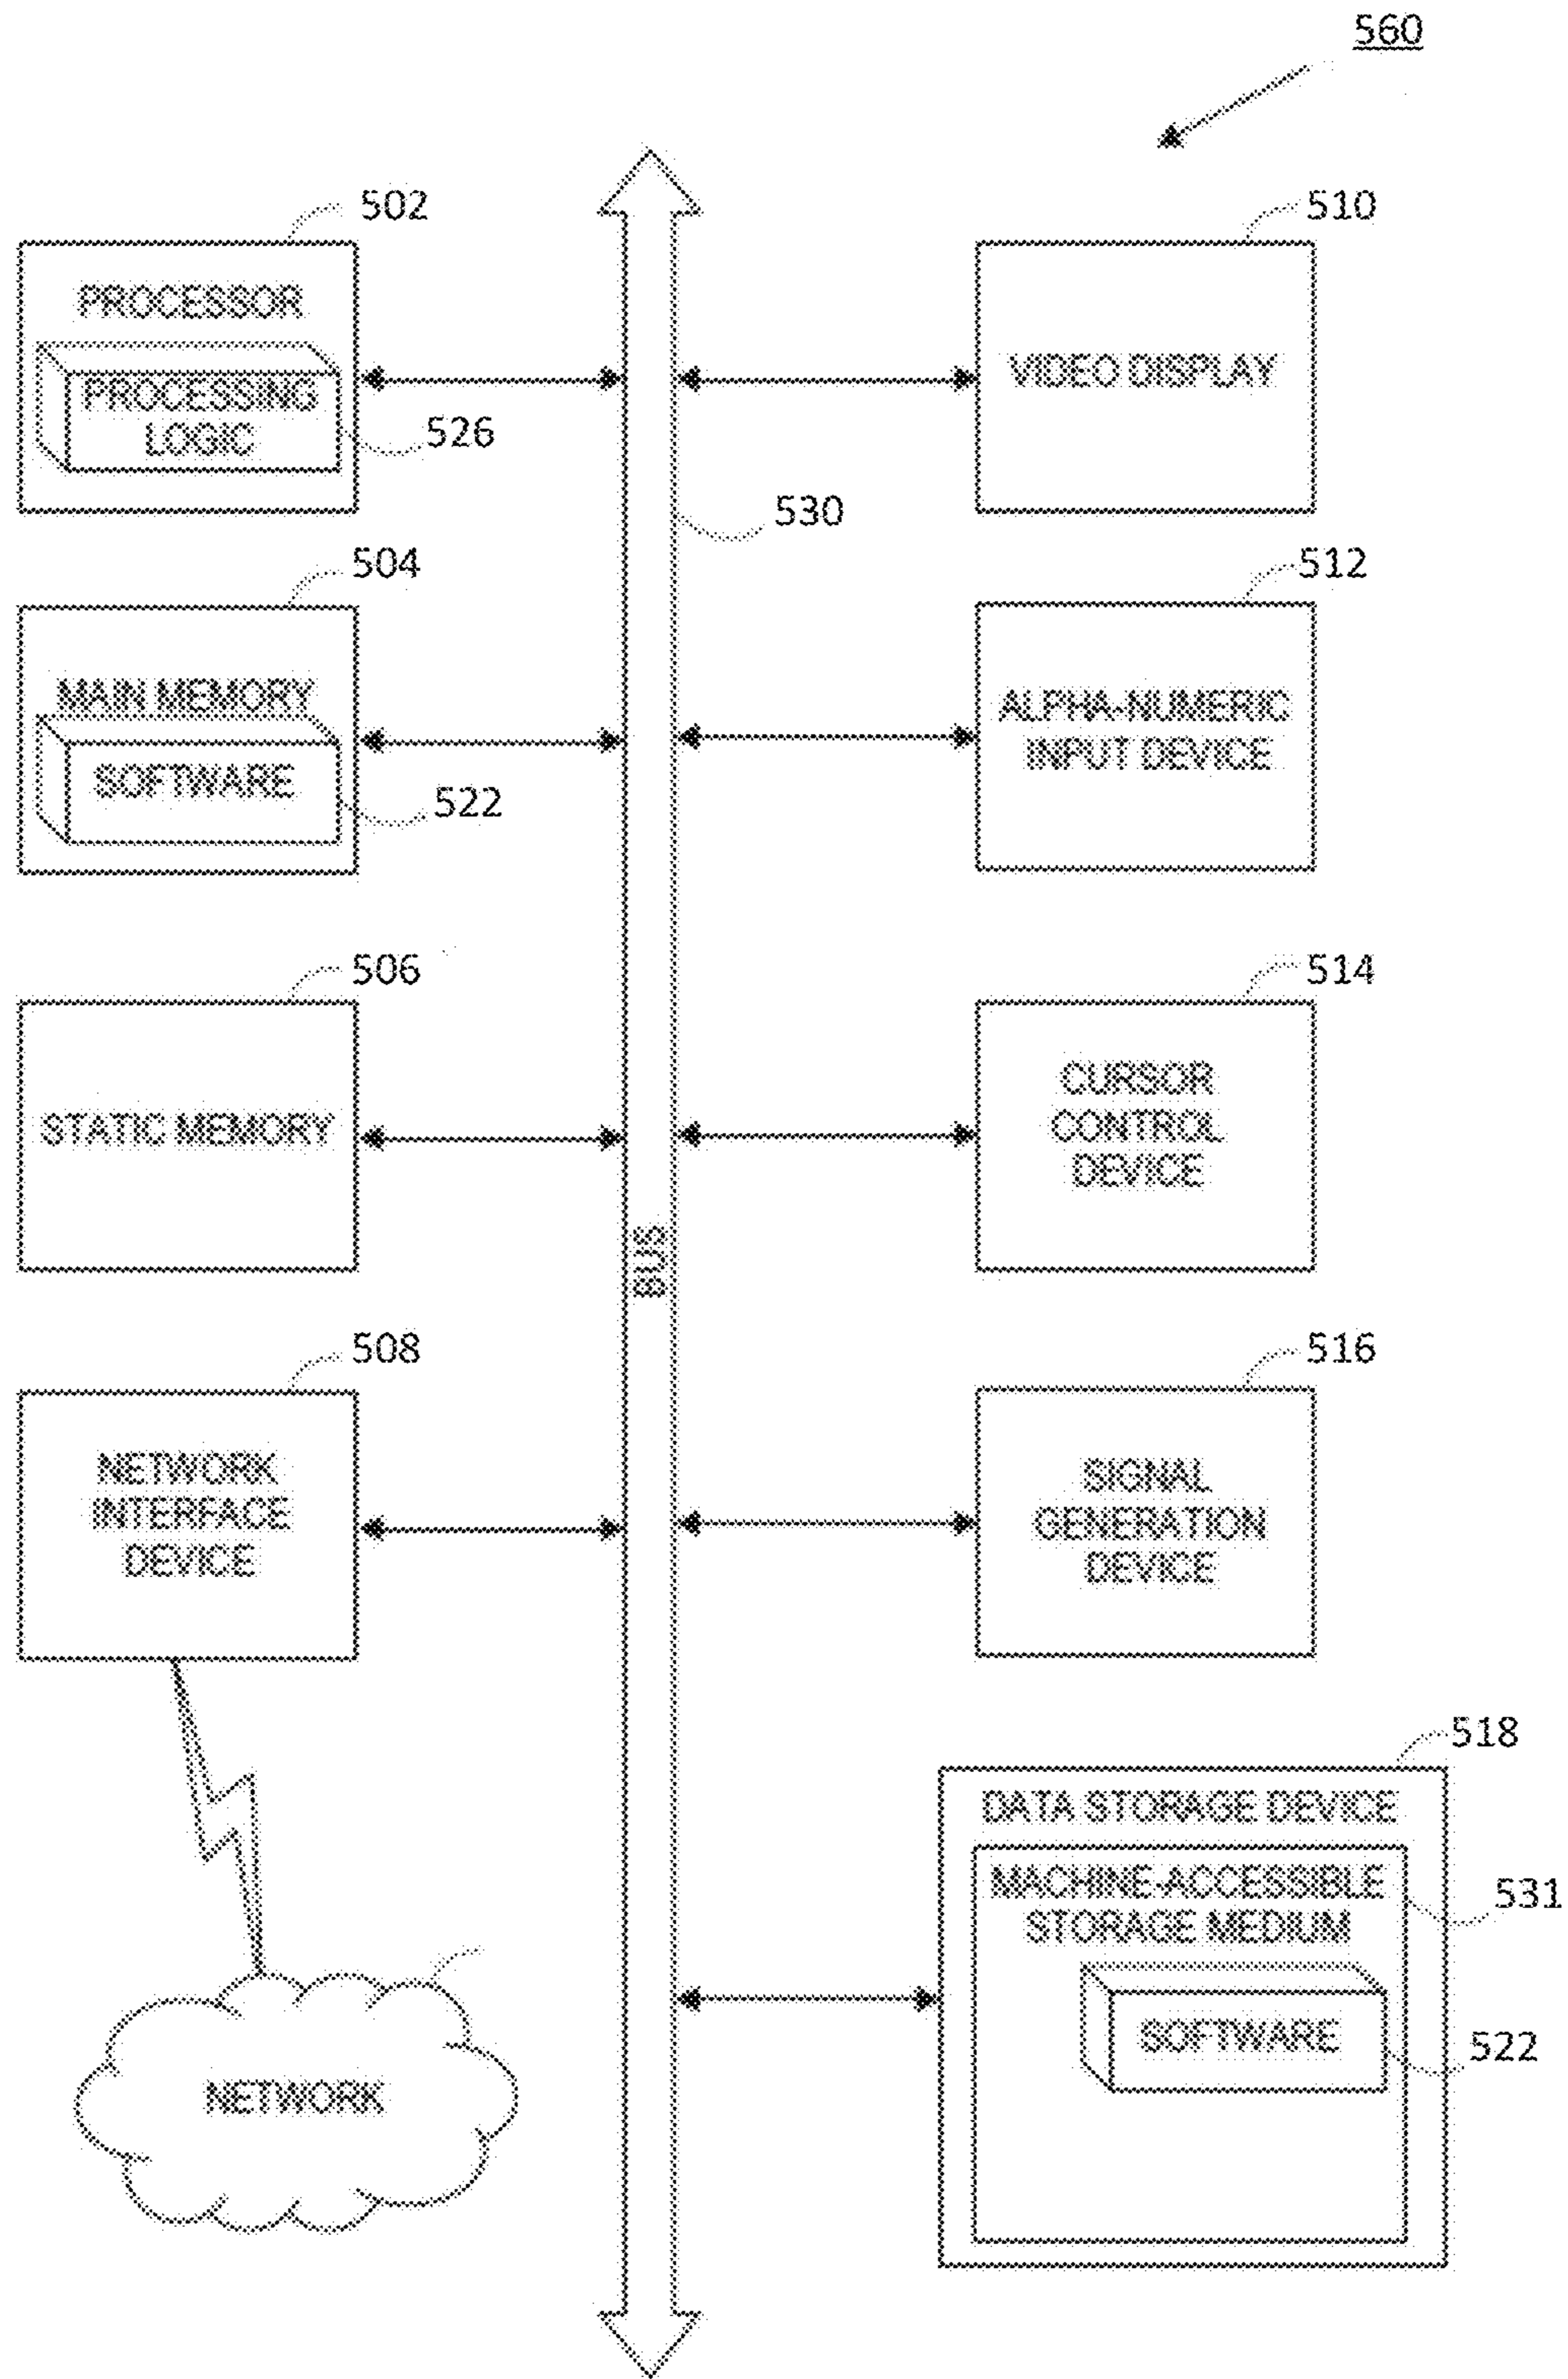 560
502
PROCESSOR
PROCESSING
LOGIC
526
510
VIDEO DISPLAY
530
504
MAIN MEMORY
SOFTWARE
522
512
ALPHA-NUMERIC
INPUT DEVICE
506
STATIC MEMORY
514
CURSOR
CONTROL
DEVICE
BUS
508
NETWORK
INTERFACE
DEVICE
516
SIGNAL
GENERATION
DEVICE
518
DATA STORAGE DEVICE
MACHINE-ACCESSIBLE
STORAGE MEDIUM
531
SOFTWARE
522
NETWORK